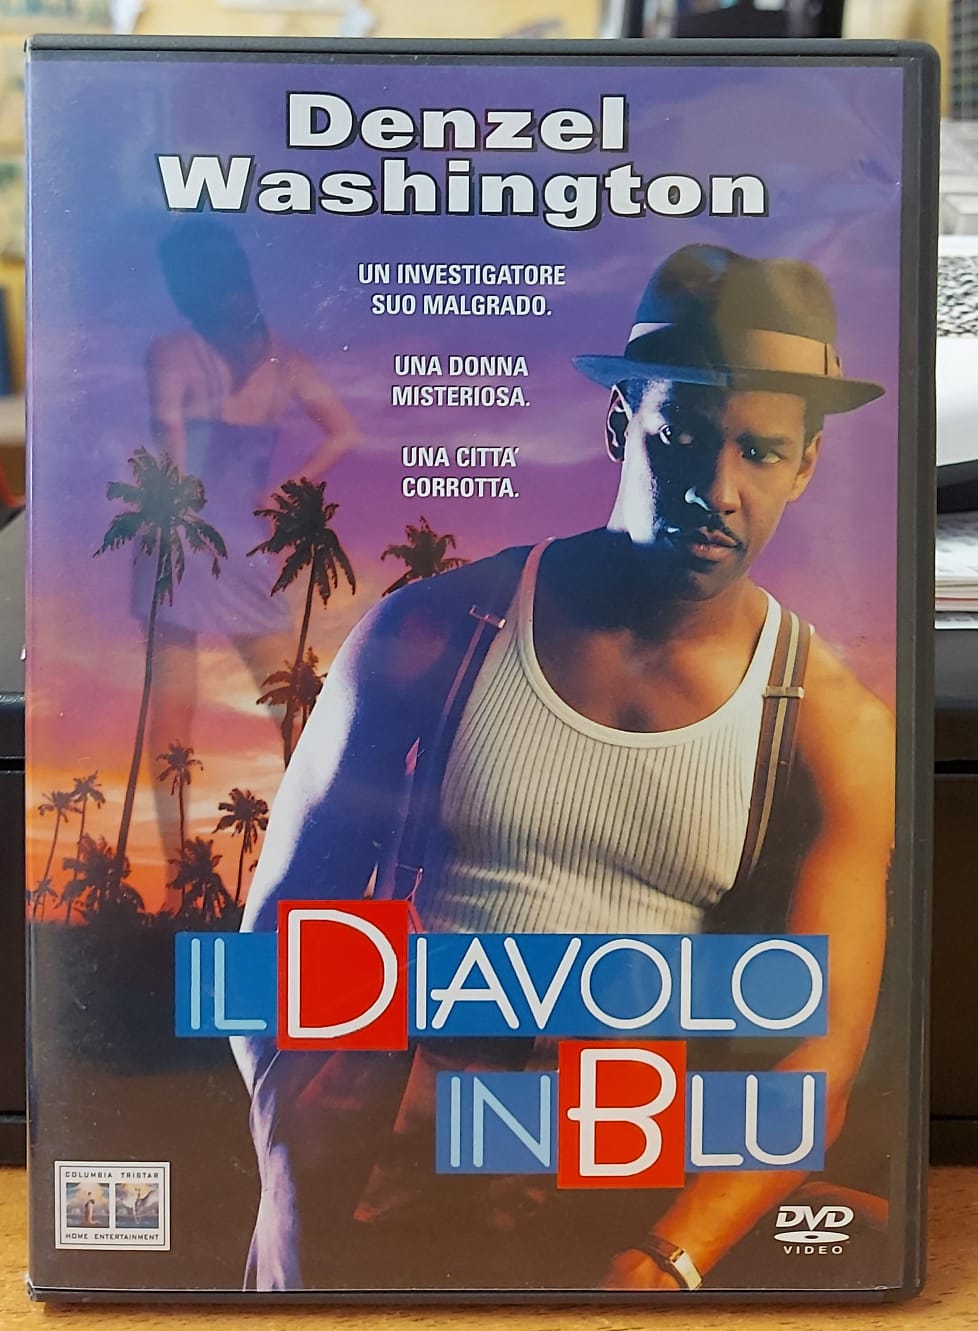 Denzel
Washington
UN INVESTIGATORE
SUO MALGRADO.
UNA DONNA
MISTERIOSA.
UNA CITTA'
CORROTTA.
IL DIAVOLO
IN BLU
COLUMBIA TRISTAR
HOME ENTERTAINMENT
DVD
VIDEO